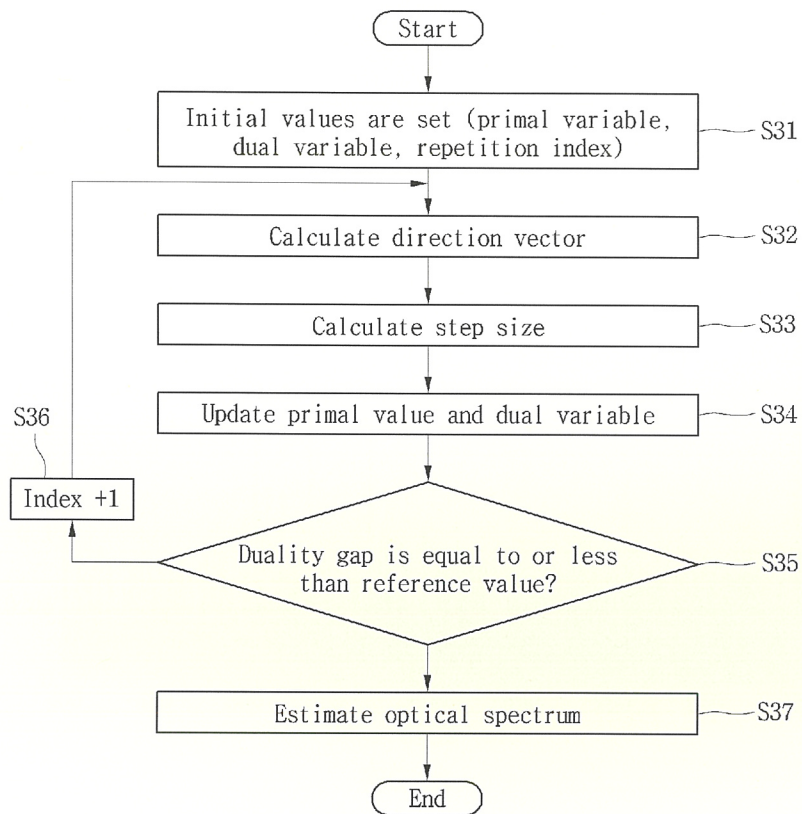 Start
Initial values are set (primal variable,
dual variable, repetition index)
S31
Calculate direction vector
S32
Calculate step size
S33
Update primal value and dual variable
S34
S36
Index +1
Duality gap is equal to or less
than reference value?
S35
Estimate optical spectrum
S37
End